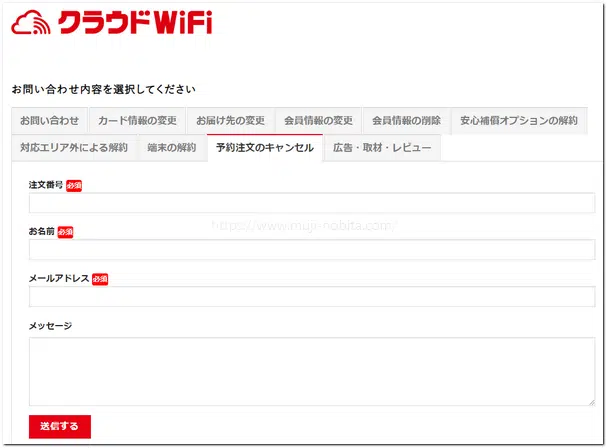 クラウドWiFi
お問い合わせ内容を選択してください
お問い合わせ カード情報の変更 お届け先の変更 会員情報の変更 会員情報の削除 安心補償オプションの解約
対応エリア外による解約 端末の解約 予約注文のキャンセル 広告・取材・レビュー
注文番号 必須
https://www.muji-nobita.com/
お名前 必須
メールアドレス 必須
メッセージ
送信する